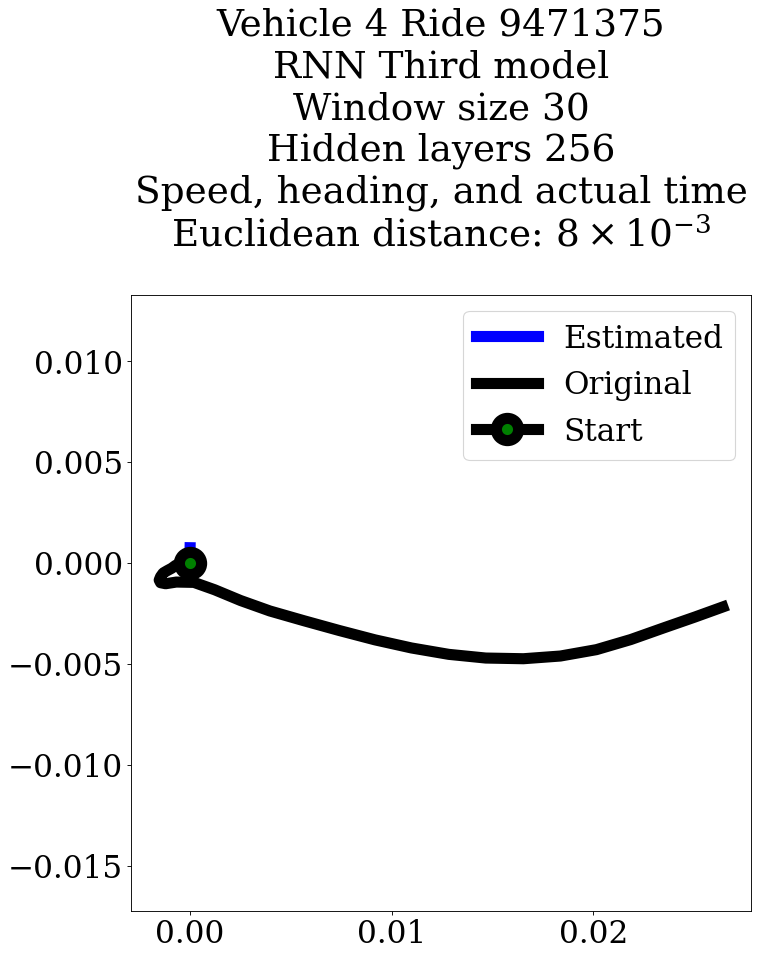 Vehicle 4 Ride 9471375
RNN Third model
Window size 30
Hidden layers 256
Speed, heading, and actual time
Euclidean distance: 8 × 10⁻³
Estimated
Original
Start
0.010
0.005
0.000
−0.005
−0.010
−0.015
0.00 0.01 0.02